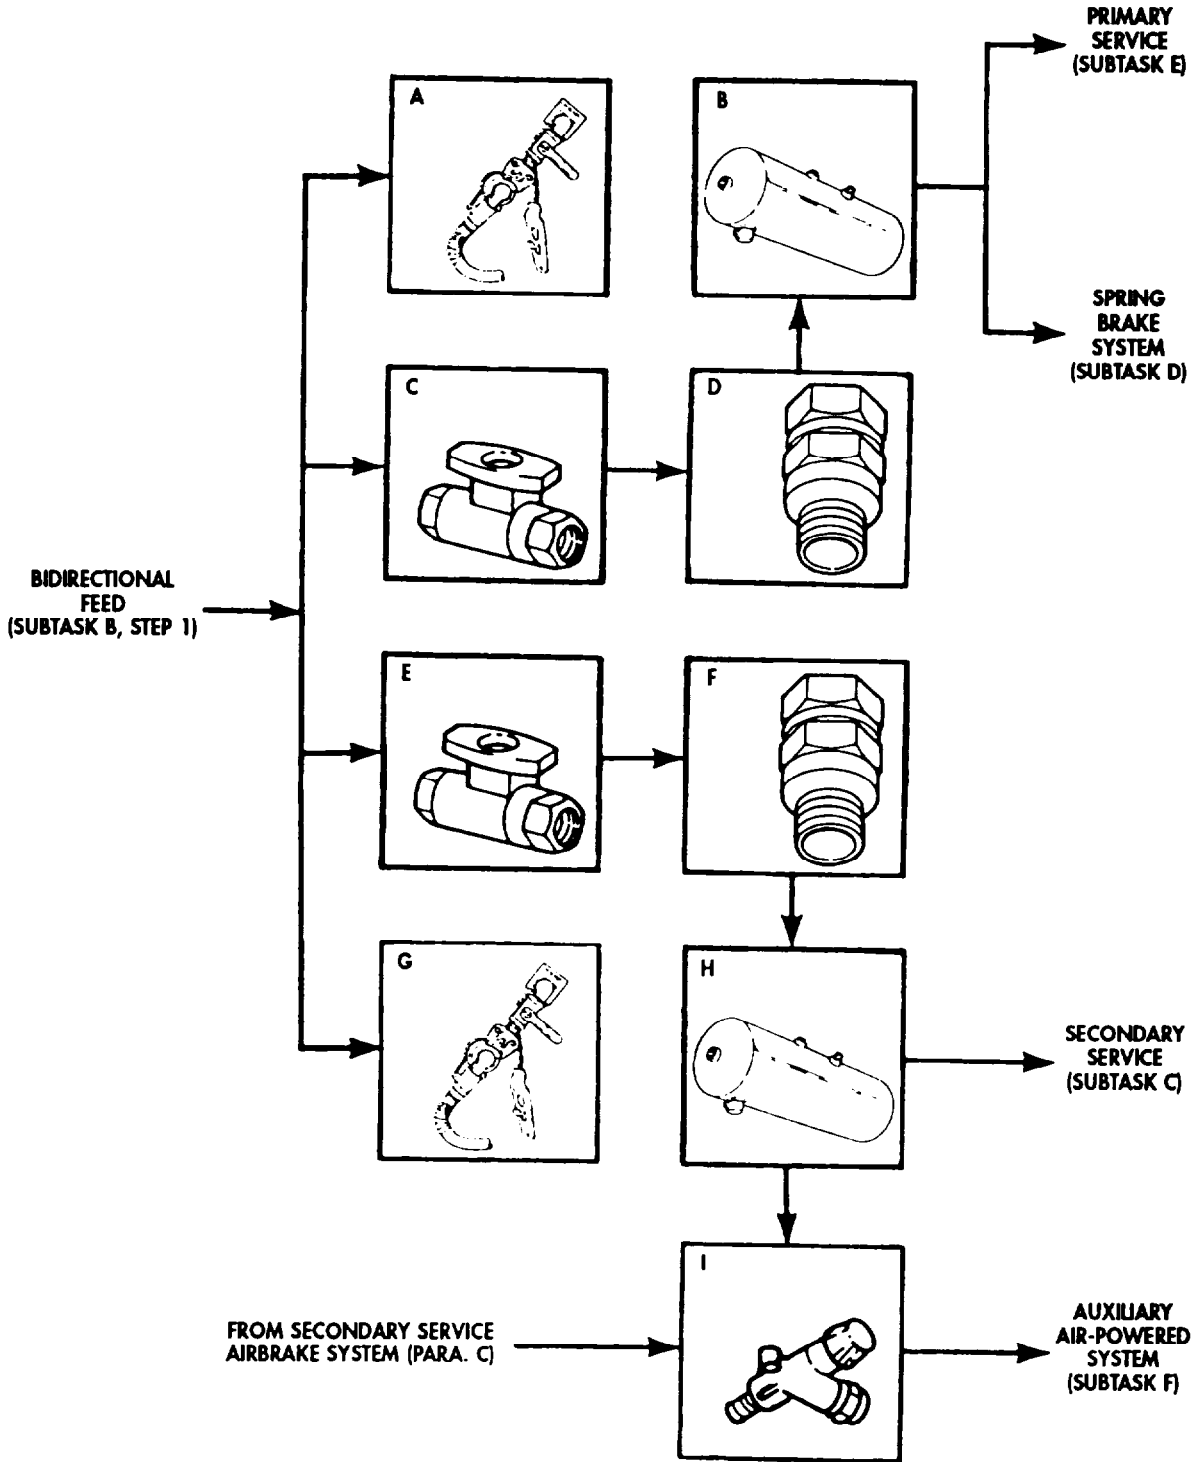 PRIMARY
SERVICE
(SUBTASK E)
A
B
SPRING
BRAKE
SYSTEM
(SUBTASK D)
C
D
BIDIRECTIONAL
FEED
(SUBTASK B, STEP 1)
E
F
G
H
SECONDARY
SERVICE
(SUBTASK C)
I
FROM SECONDARY SERVICE
AIRBRAKE SYSTEM (PARA. C)
AUXILIARY
AIR-POWERED
SYSTEM
(SUBTASK F)